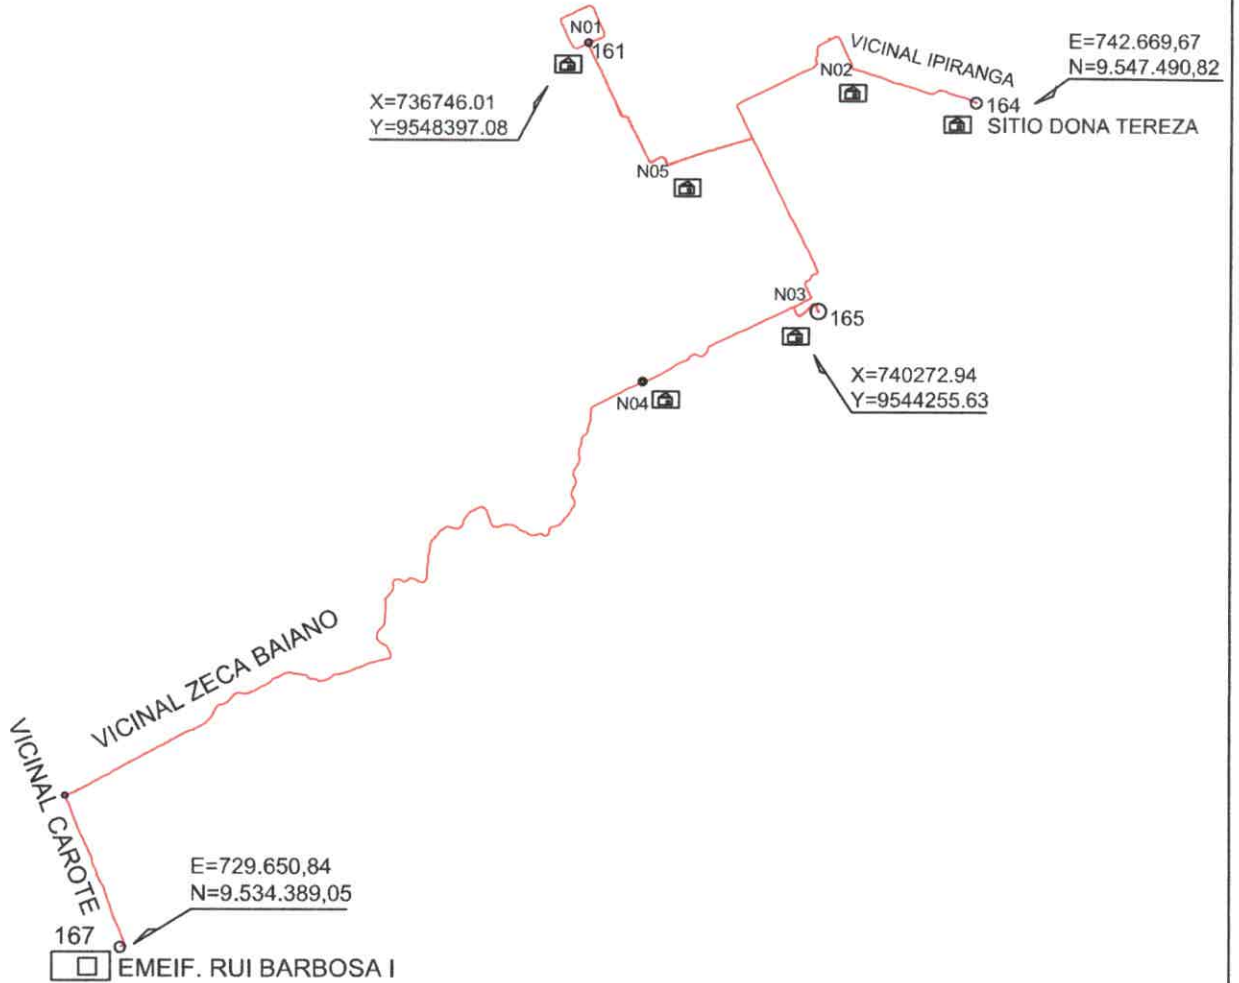 N01
161
X=736746.01
Y=9548397.08
VICINAL IPIRANGA
N02
E=742.669,67
N=9.547.490,82
164
SITIO DONA TEREZA
N05
N03
165
X=740272.94
Y=9544255.63
N04
VICINAL ZECA BAIANO
VICINAL CAROTE
E=729.650,84
N=9.534.389,05
167
EMEIF. RUI BARBOSA I